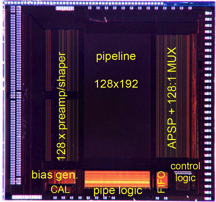 pipeline
128x192
128 x preamp/shaper
APSP + 128:1 MUX
bias gen.
CAL
pipe logic
FIFO
control
logic